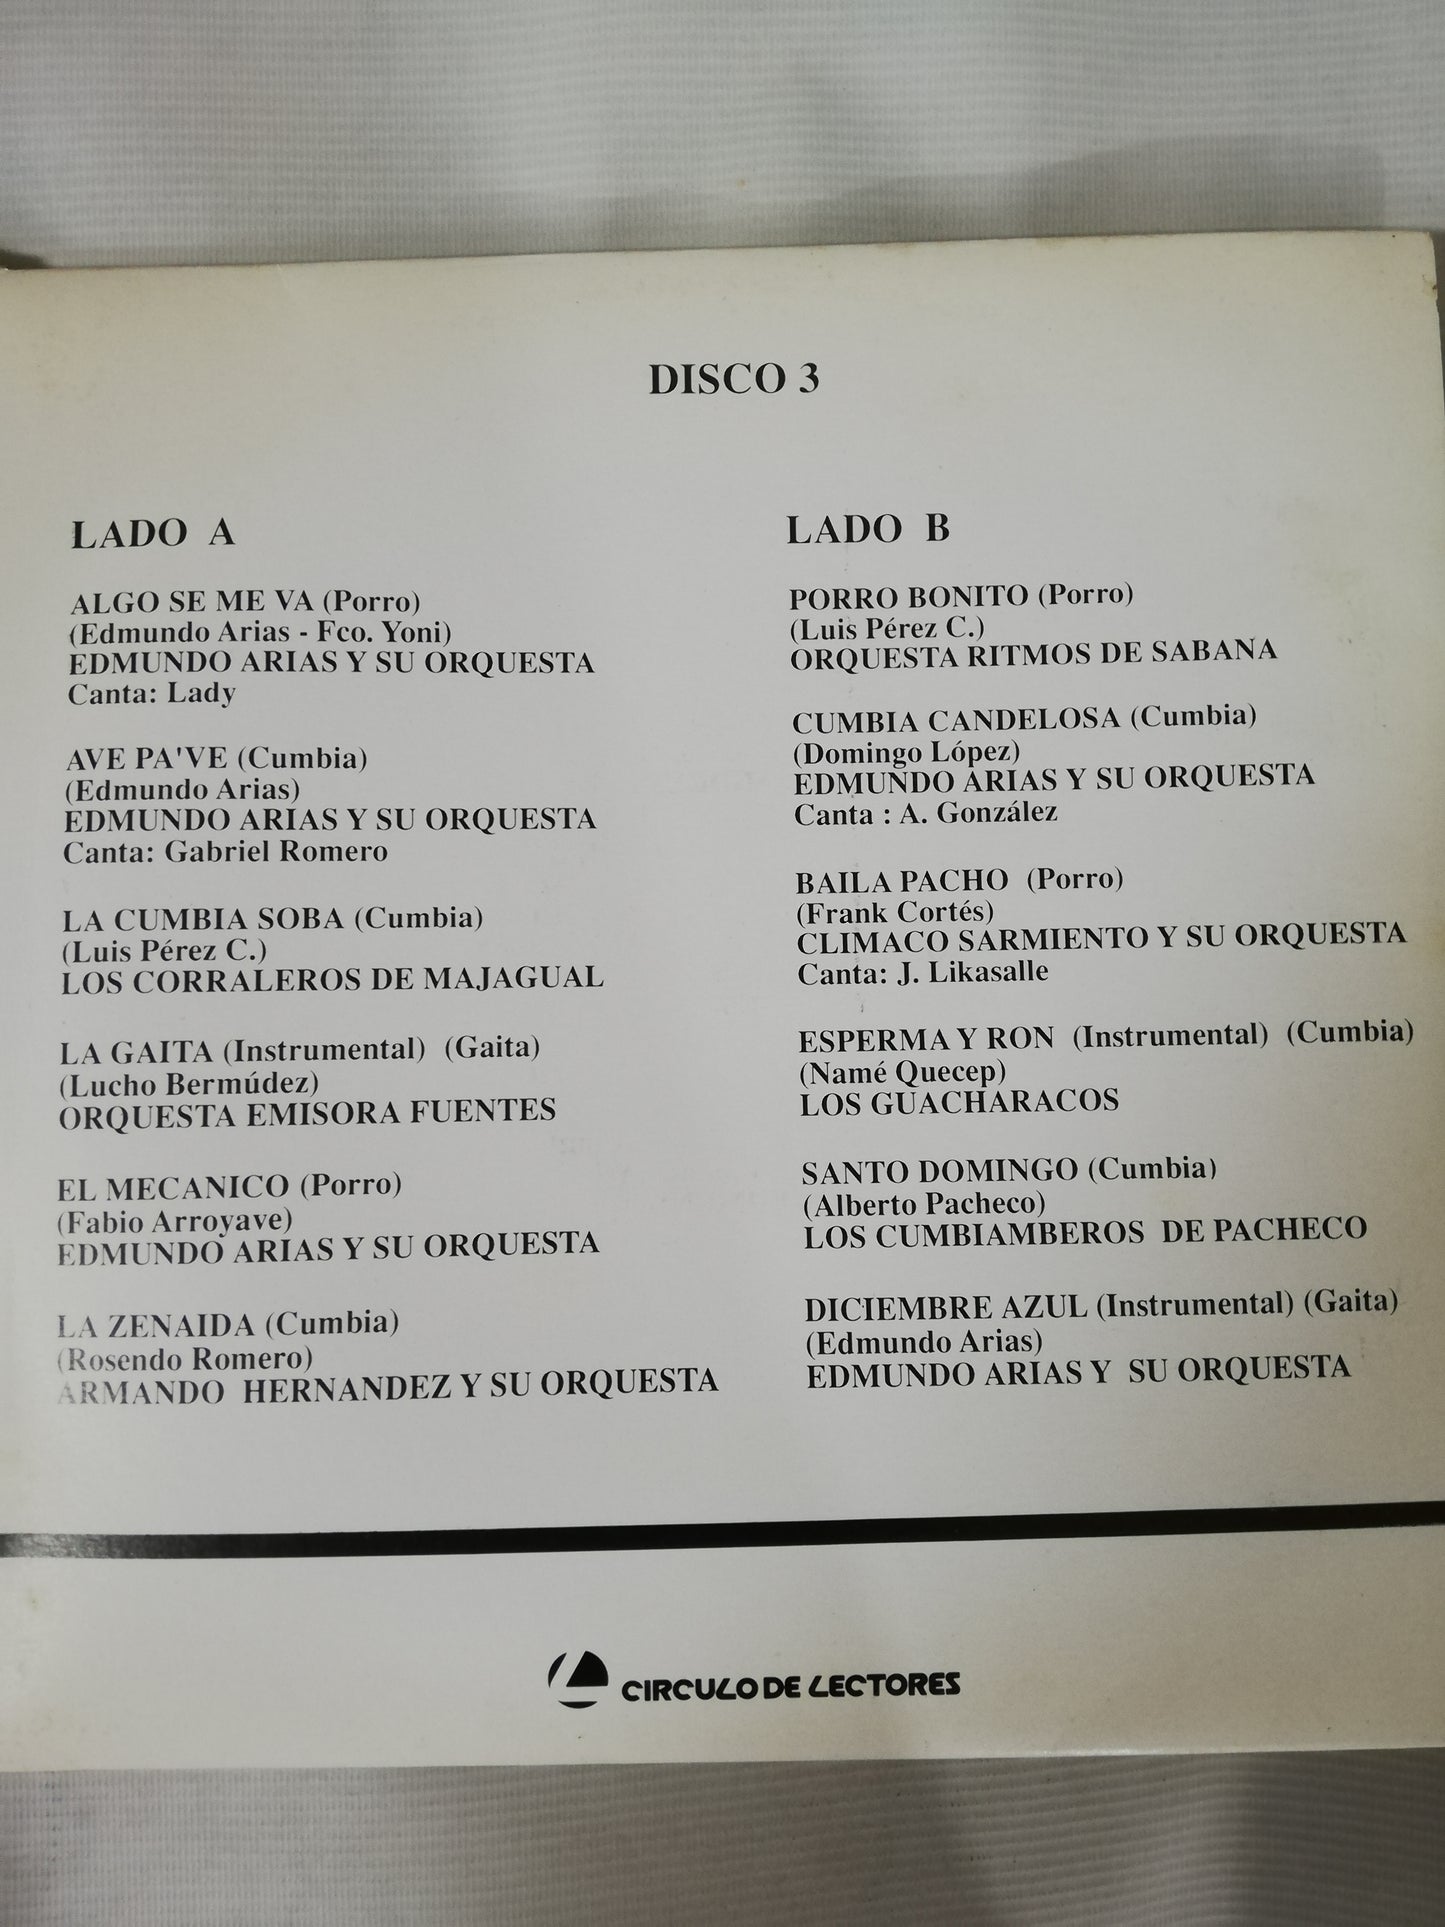 DISCO 3
LADO A
ALGO SE ME VA (Porro)
(Edmundo Arias - Fco. Yoni)
EDMUNDO ARIAS Y SU ORQUESTA
Canta: Lady
AVE PA'VE (Cumbia)
(Edmundo Arias)
EDMUNDO ARIAS Y SU ORQUESTA
Canta: Gabriel Romero
LA CUMBIA SOBA (Cumbia)
(Luis Pérez C.)
LOS CORRALEROS DE MAJAGUAL
LA GAITA (Instrumental) (Gaita)
(Lucho Bermúdez)
ORQUESTA EMISORA FUENTES
EL MECANICO (Porro)
(Fabio Arroyave)
EDMUNDO ARIAS Y SU ORQUESTA
LA ZENAIDA (Cumbia)
(Rosendo Romero)
ARMANDO HERNANDEZ Y SU ORQUESTA
LADO B
PORRO BONITO (Porro)
(Luis Pérez C.)
ORQUESTA RITMOS DE SABANA
CUMBIA CANDELOSA (Cumbia)
(Domingo López)
EDMUNDO ARIAS Y SU ORQUESTA
Canta : A. González
BAILA PACHO (Porro)
(Frank Cortés)
CLIMACO SARMIENTO Y SU ORQUESTA
Canta: J. Likasalle
ESPERMA Y RON (Instrumental) (Cumbia)
(Namé Quecep)
LOS GUACHARACOS
SANTO DOMINGO (Cumbia)
(Alberto Pacheco)
LOS CUMBIAMBEROS DE PACHECO
DICIEMBRE AZUL (Instrumental) (Gaita)
(Edmundo Arias)
EDMUNDO ARIAS Y SU ORQUESTA
CIRCULO DE LECTORES